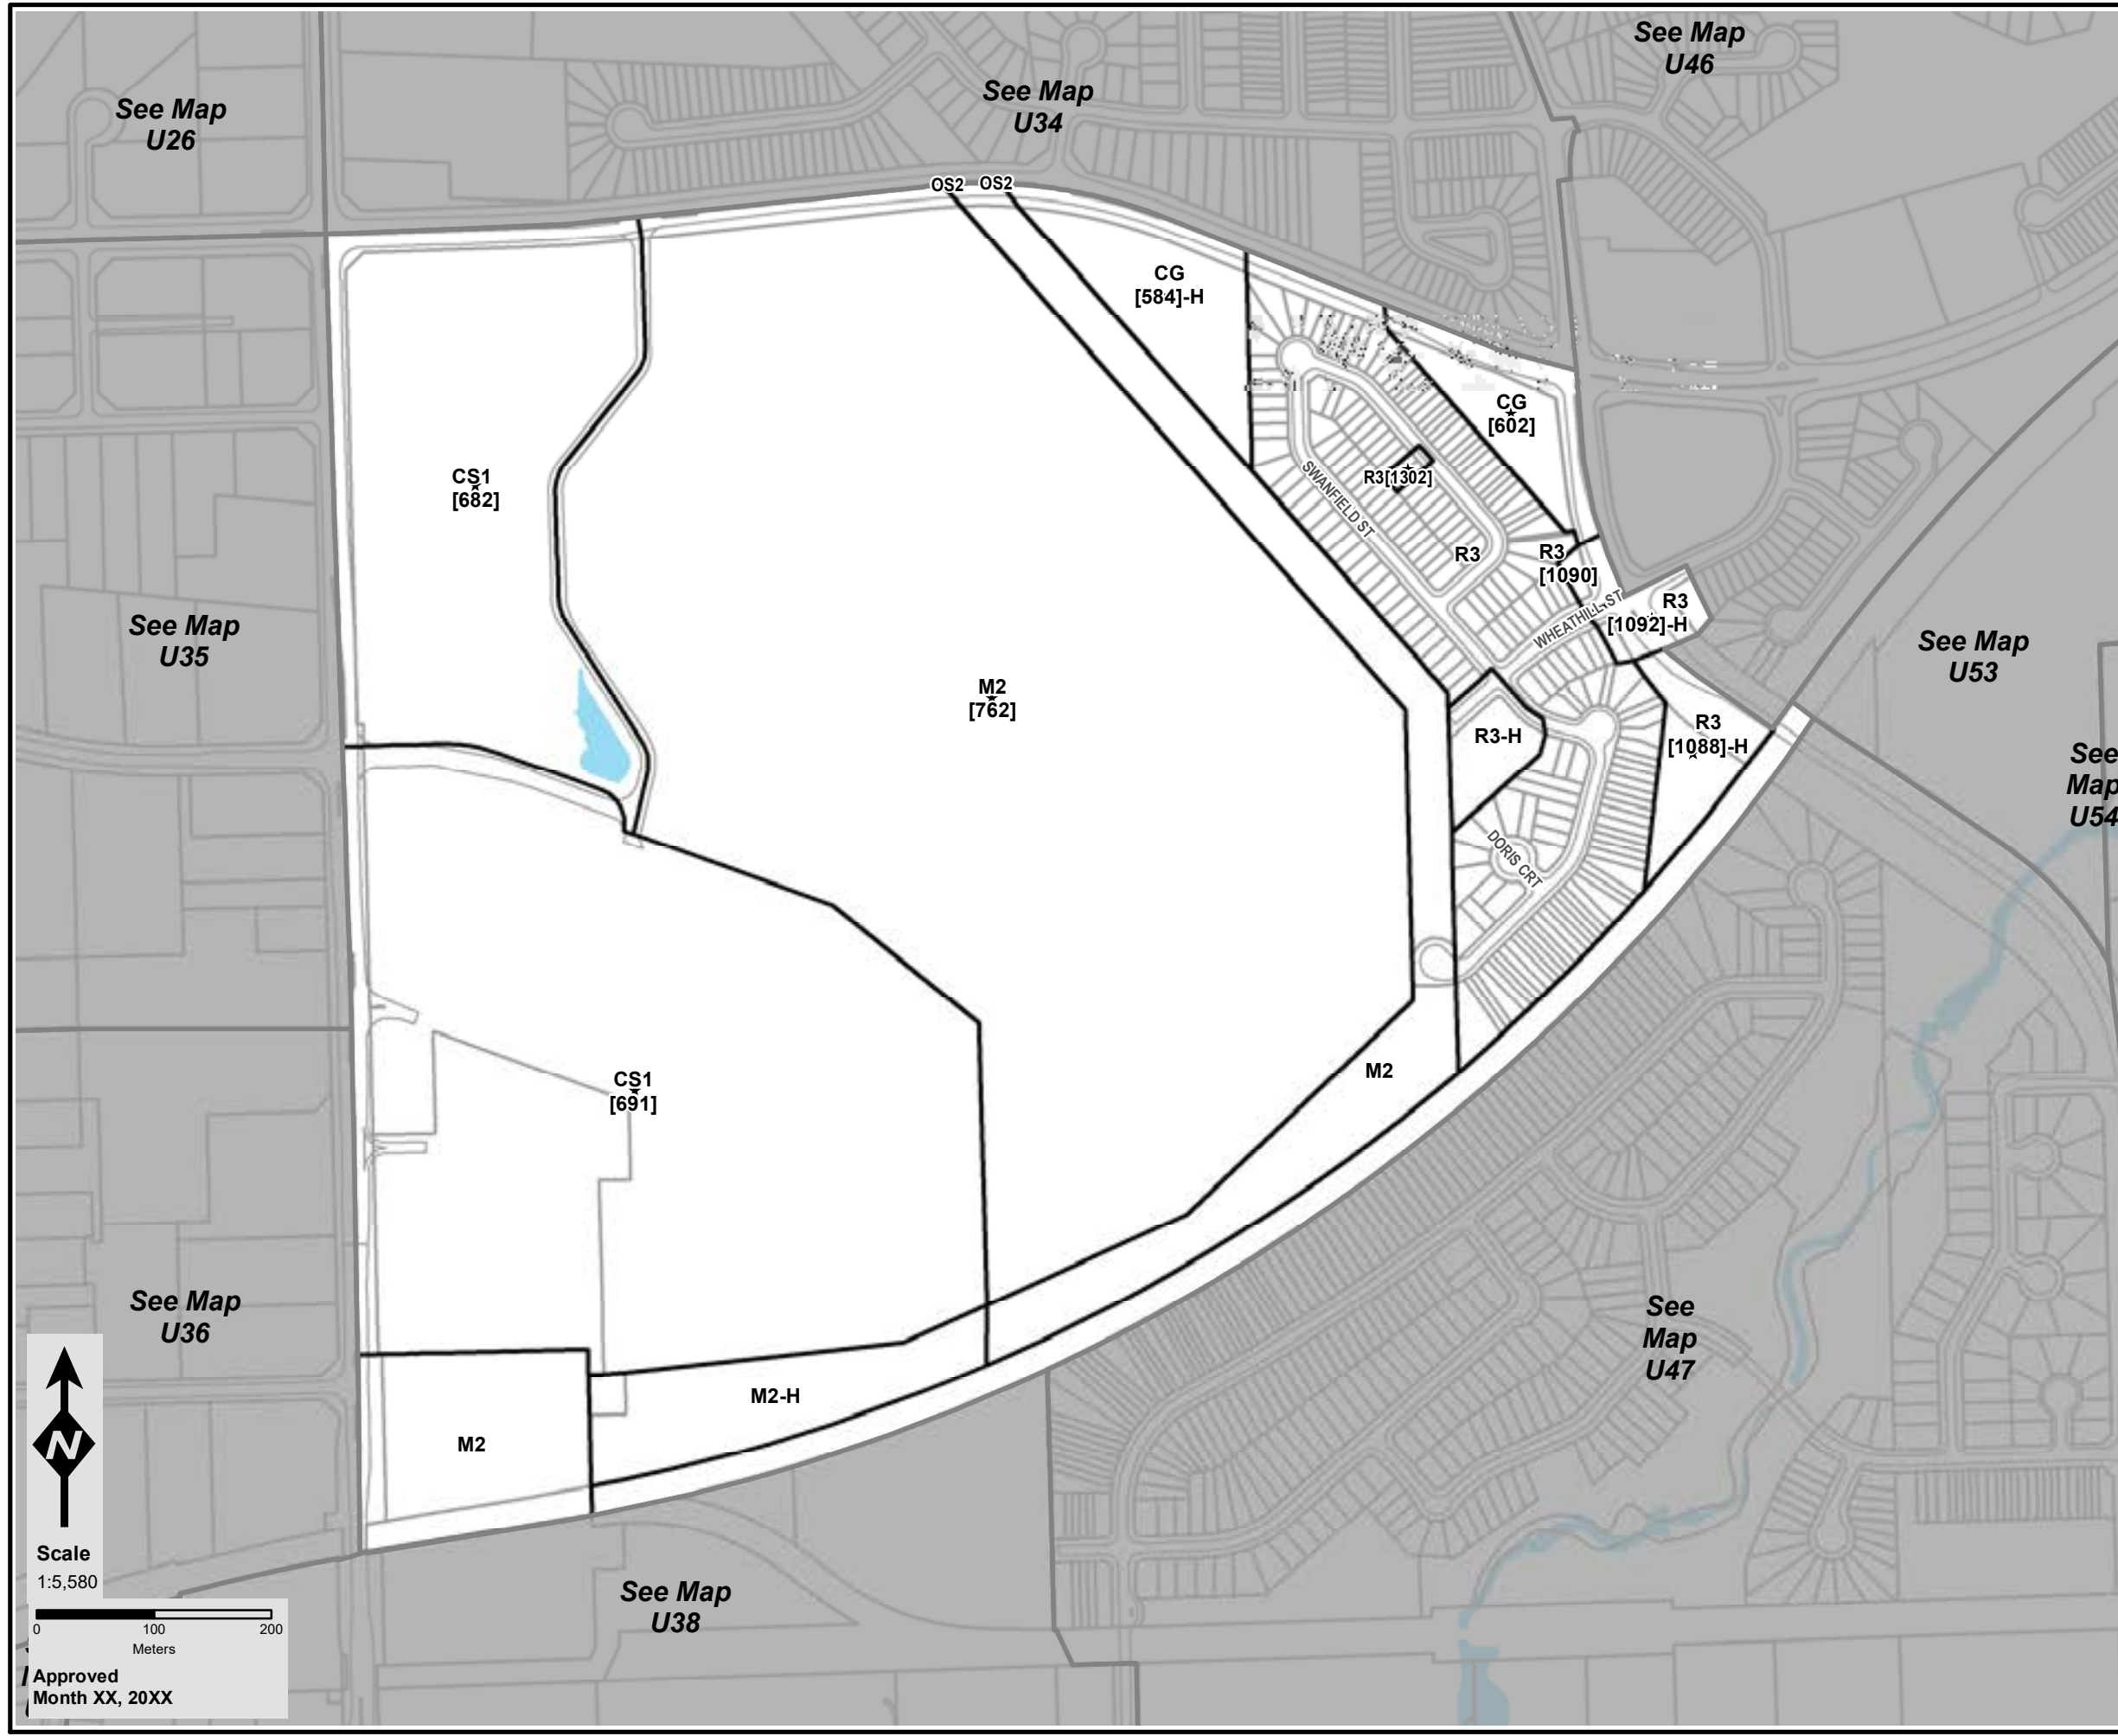 See Map
U46
See Map
U34
See Map
U26
OS2 OS2
CG
[584]-H
CG
[602]
CS1
[682]
R3[1302]
SWANFIELD ST
R3
R3
[1090]
WHEATHILL ST
R3
[1092]-H
See Map
U35
See Map
U53
M2
[762]
R3-H
R3
[1088]-H
See
Map
U54
DORIS CRT
M2
CS1
[691]
See Map
U36
See
Map
U47
M2-H
M2
N
Scale
1:5,580
0 100 200
Meters
See Map
U38
Approved
Month XX, 20XX